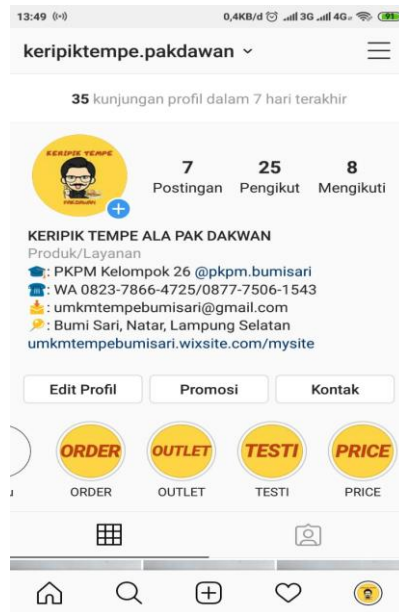 13:49 0,4KB/d 3G 4G 91
keripiktempe.pakdawan
35 kunjungan profil dalam 7 hari terakhir
KERIPIK TEMPE
PAKDAWAN
7 25 8
Postingan Pengikut Mengikuti
KERIPIK TEMPE ALA PAK DAKWAN
Produk/Layanan
: PKPM Kelompok 26 @pkpm.bumisari
: WA 0823-7866-4725/0877-7506-1543
: umkmtempebumisari@gmail.com
: Bumi Sari, Natar, Lampung Selatan
umkmtempebumisari.wixsite.com/mysite
Edit Profil Promosi Kontak
ORDER OUTLET TESTI PRICE
ORDER OUTLET TESTI PRICE